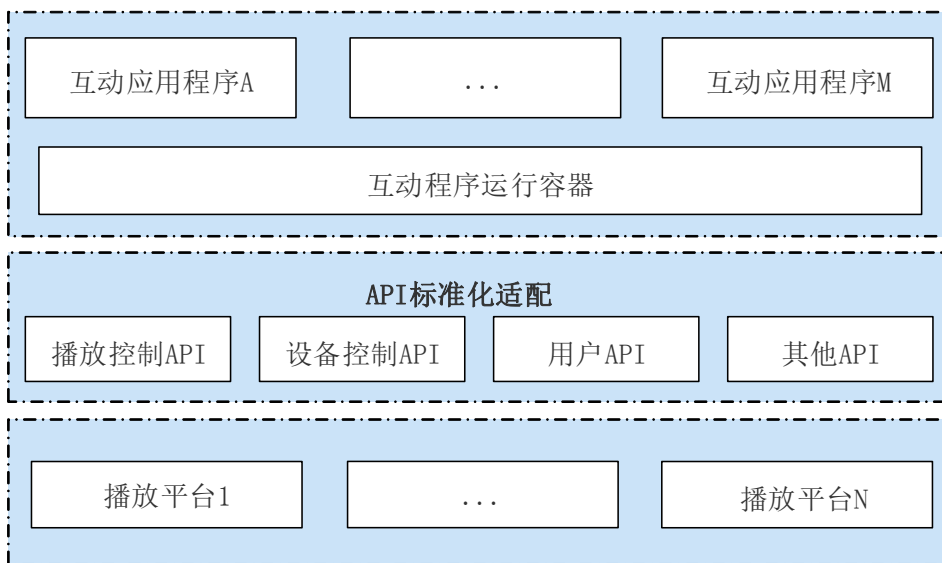 互动应用程序A
...
互动应用程序M
互动程序运行容器
API标准化适配
播放控制API
设备控制API
用户API
其他API
播放平台1
...
播放平台N